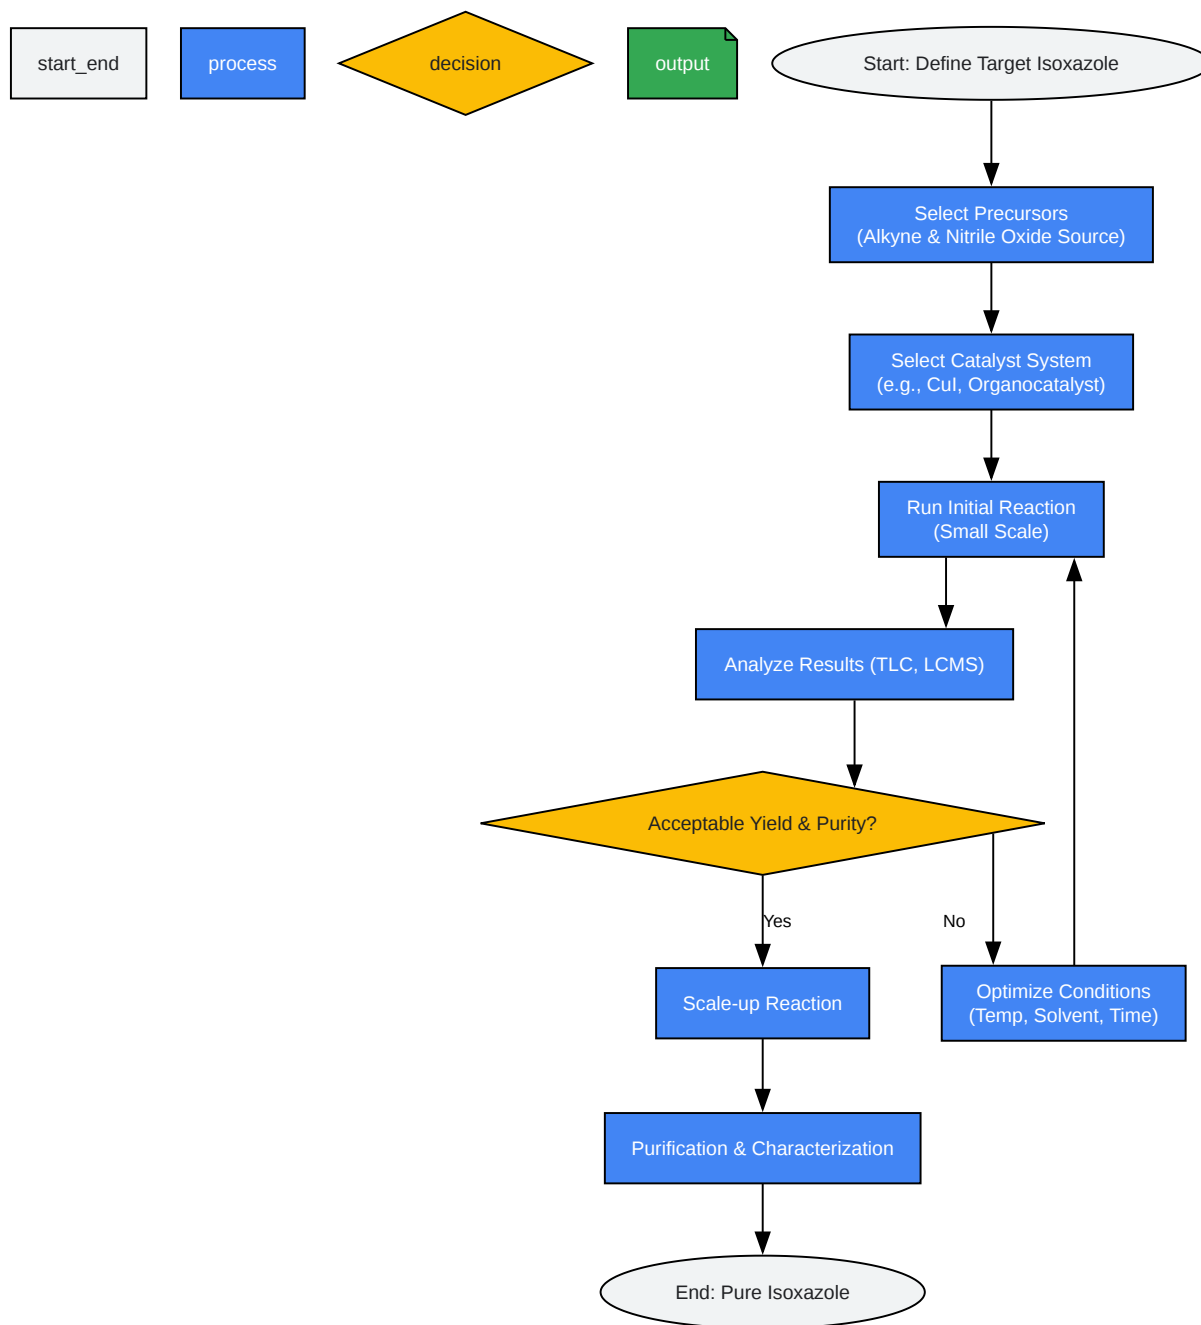 start_end
process
decision
output
Start: Define Target Isoxazole
Select Precursors
(Alkyne & Nitrile Oxide Source)
Select Catalyst System
(e.g., CuI, Organocatalyst)
Run Initial Reaction
(Small Scale)
Analyze Results (TLC, LCMS)
Acceptable Yield & Purity?
Yes
No
Scale-up Reaction
Optimize Conditions
(Temp, Solvent, Time)
Purification & Characterization
End: Pure Isoxazole